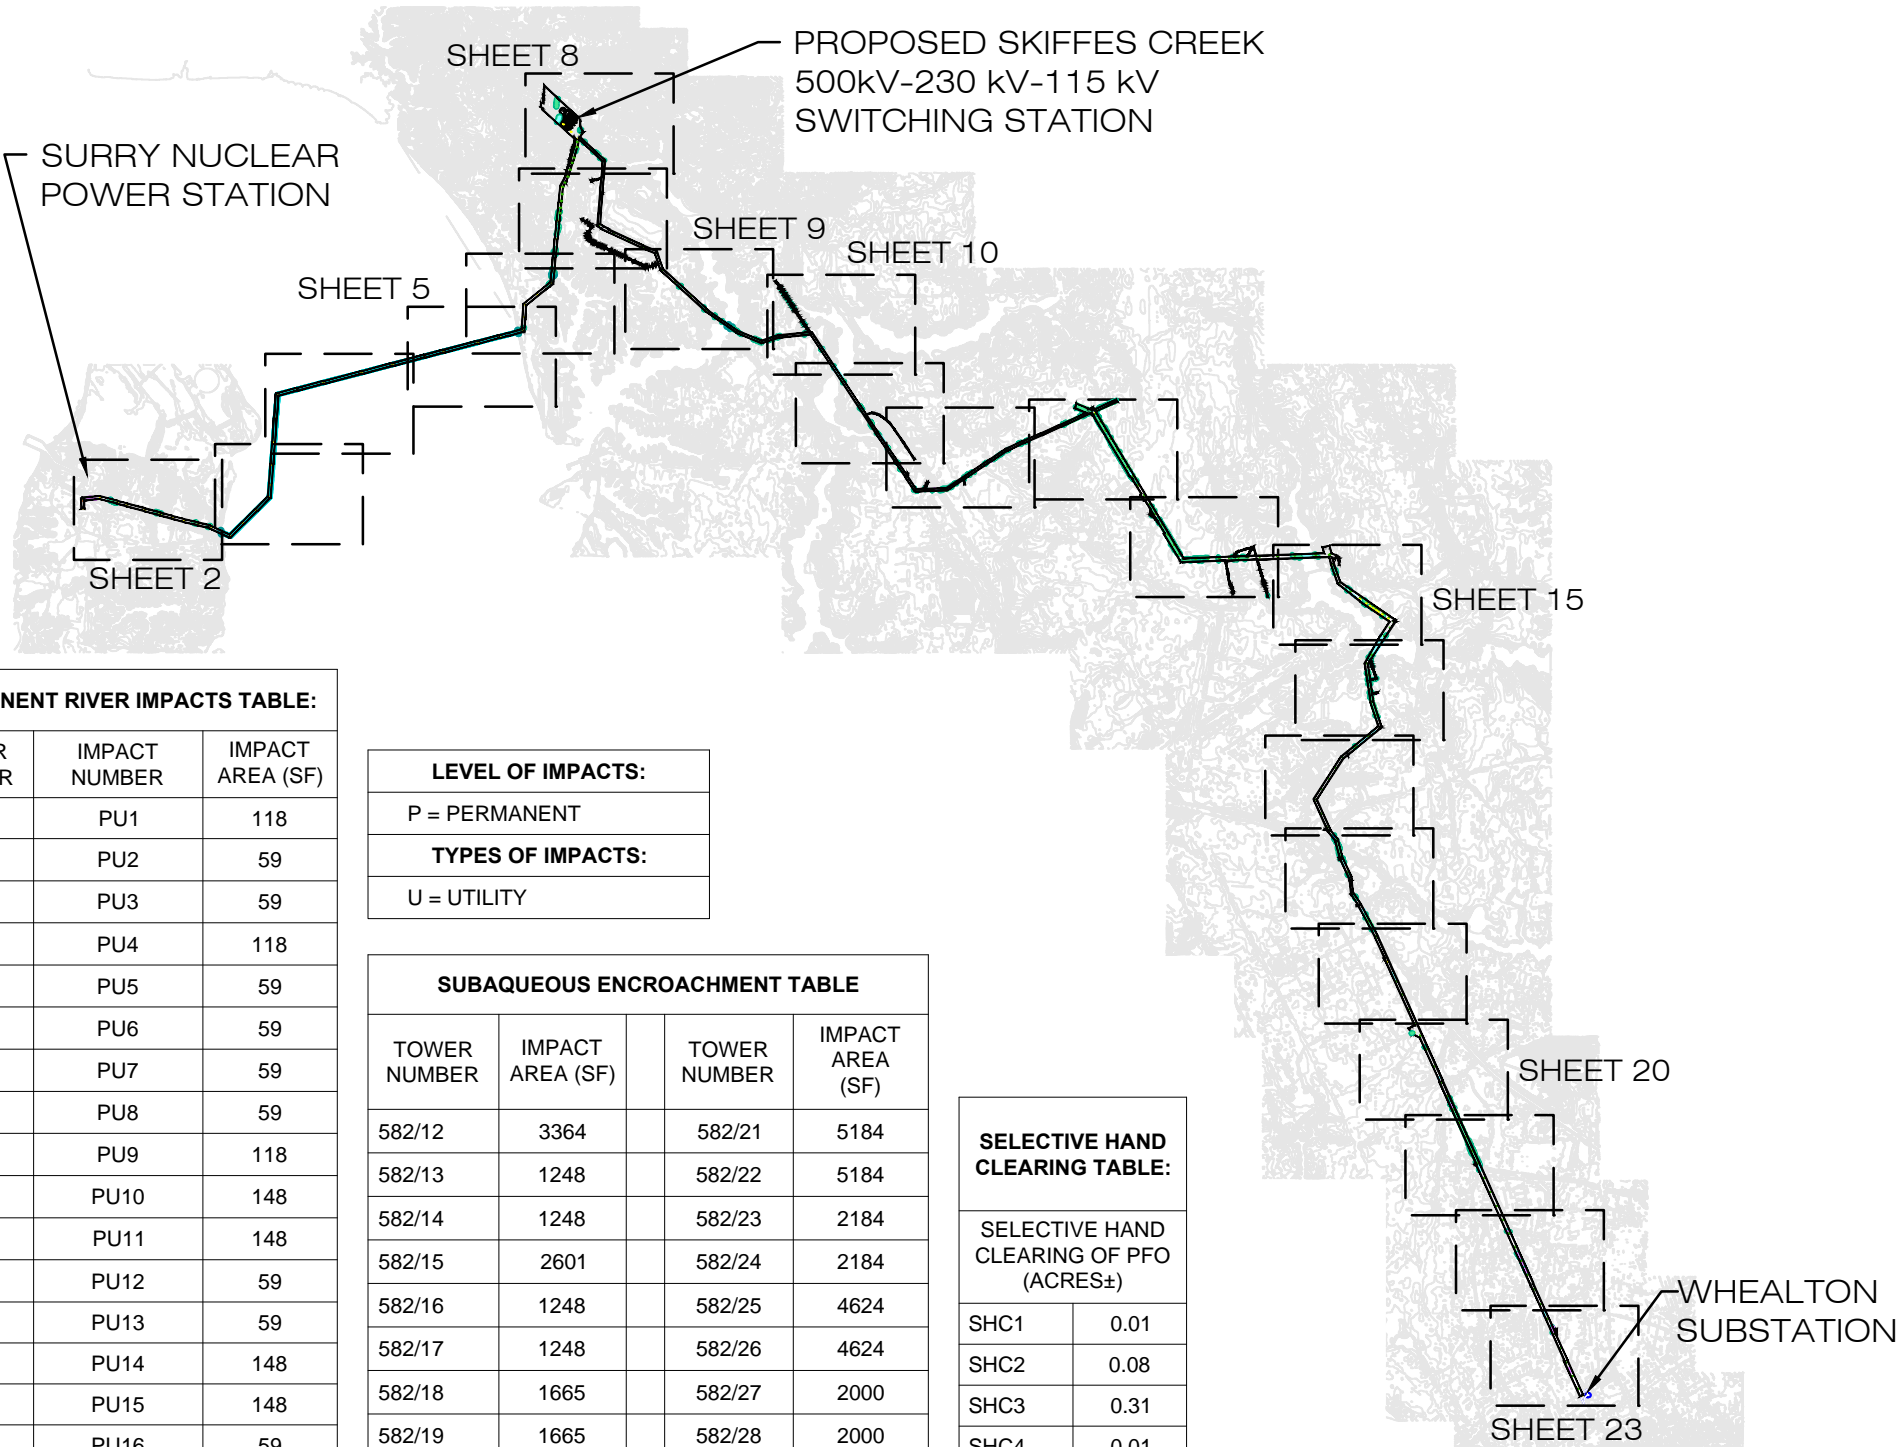 SHEET 8
PROPOSED SKIFFES CREEK
500kV-230 kV-115 kV
SWITCHING STATION
SURRY NUCLEAR
POWER STATION
SHEET 9
SHEET 10
SHEET 5
SHEET 2
SHEET 15
SHEET 20
WHEALTON
SUBSTATION
SHEET 23
NENT RIVER IMPACTS TABLE:
R IMPACT IMPACT
R NUMBER AREA (SF)
PU1 118
PU2 59
PU3 59
PU4 118
PU5 59
PU6 59
PU7 59
PU8 59
PU9 118
PU10 148
PU11 148
PU12 59
PU13 59
PU14 148
PU15 148
PU16 59
LEVEL OF IMPACTS:
P = PERMANENT
TYPES OF IMPACTS:
U = UTILITY
SUBAQUEOUS ENCROACHMENT TABLE
TOWER NUMBER IMPACT AREA (SF) TOWER NUMBER IMPACT AREA (SF)
582/12 3364 582/21 5184
582/13 1248 582/22 5184
582/14 1248 582/23 2184
582/15 2601 582/24 2184
582/16 1248 582/25 4624
582/17 1248 582/26 4624
582/18 1665 582/27 2000
582/19 1665 582/28 2000
SELECTIVE HAND
CLEARING TABLE:
SELECTIVE HAND
CLEARING OF PFO
(ACRES±)
SHC1 0.01
SHC2 0.08
SHC3 0.31
SHC4 0.01